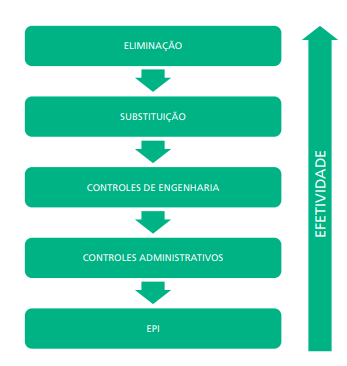 ELIMINAÇÃO
SUBSTITUIÇÃO
CONTROLES DE ENGENHARIA
CONTROLES ADMINISTRATIVOS
EPI
EFETIVIDADE